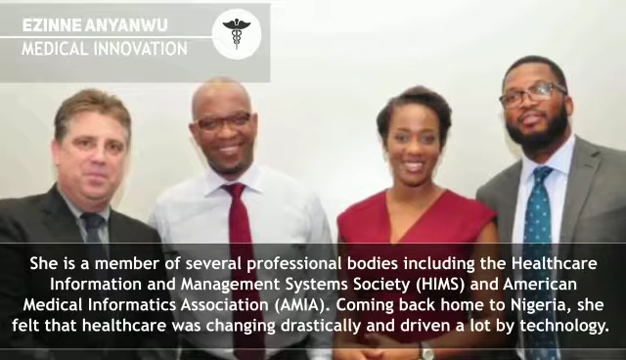 EZINNE ANYANWU
MEDICAL INNOVATION
She is a member of several professional bodies including the Healthcare
Information and Management Systems Society (HIMS) and American
Medical Informatics Association (AMIA). Coming back home to Nigeria, she
felt that healthcare was changing drastically and driven a lot by technology.